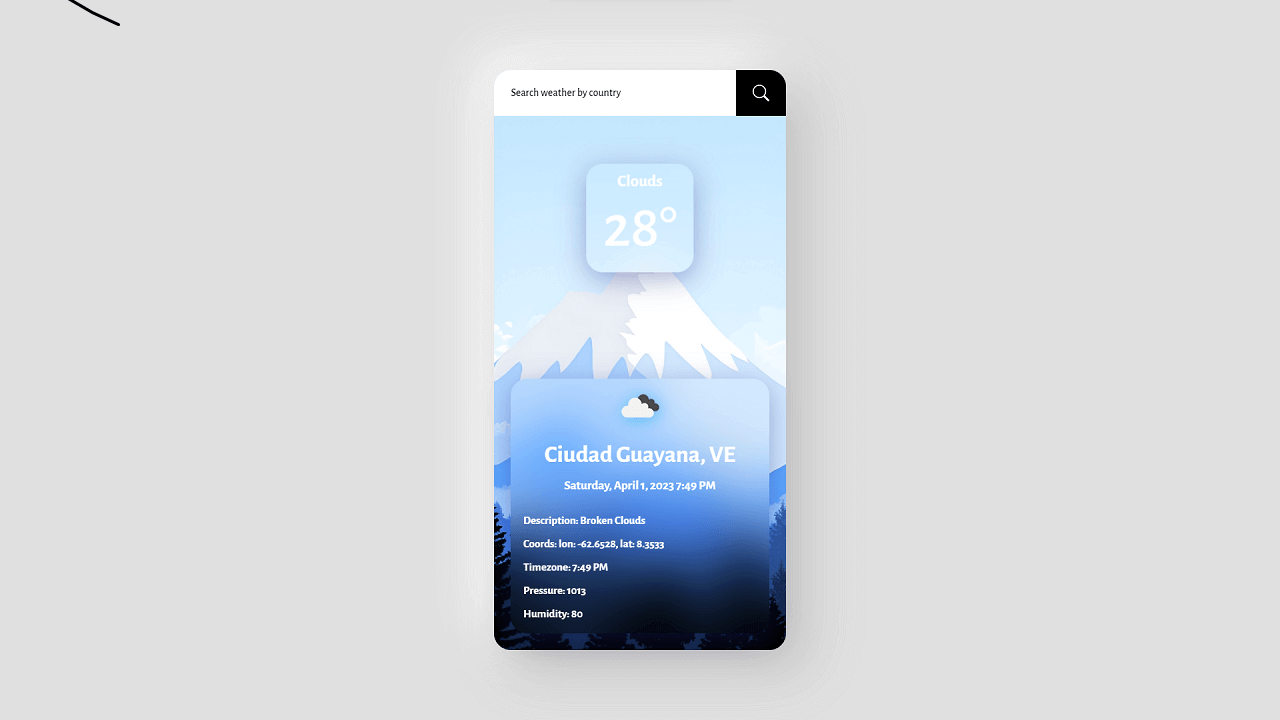 Search weather by country
Clouds
28°
Ciudad Guayana, VE
Saturday, April 1, 2023 7:49 PM
Description: Broken Clouds
Coords: lon: -62.6528, lat: 8.3533
Timezone: 7:49 PM
Pressure: 1013
Humidity: 80